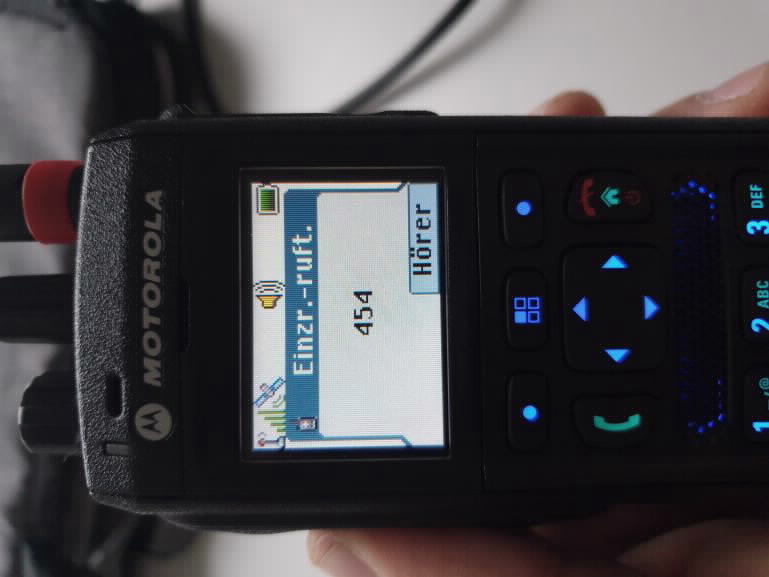 MOTOROLA
Einzr.-ruft.
454
Hörer
1
2 ABC
3 DEF